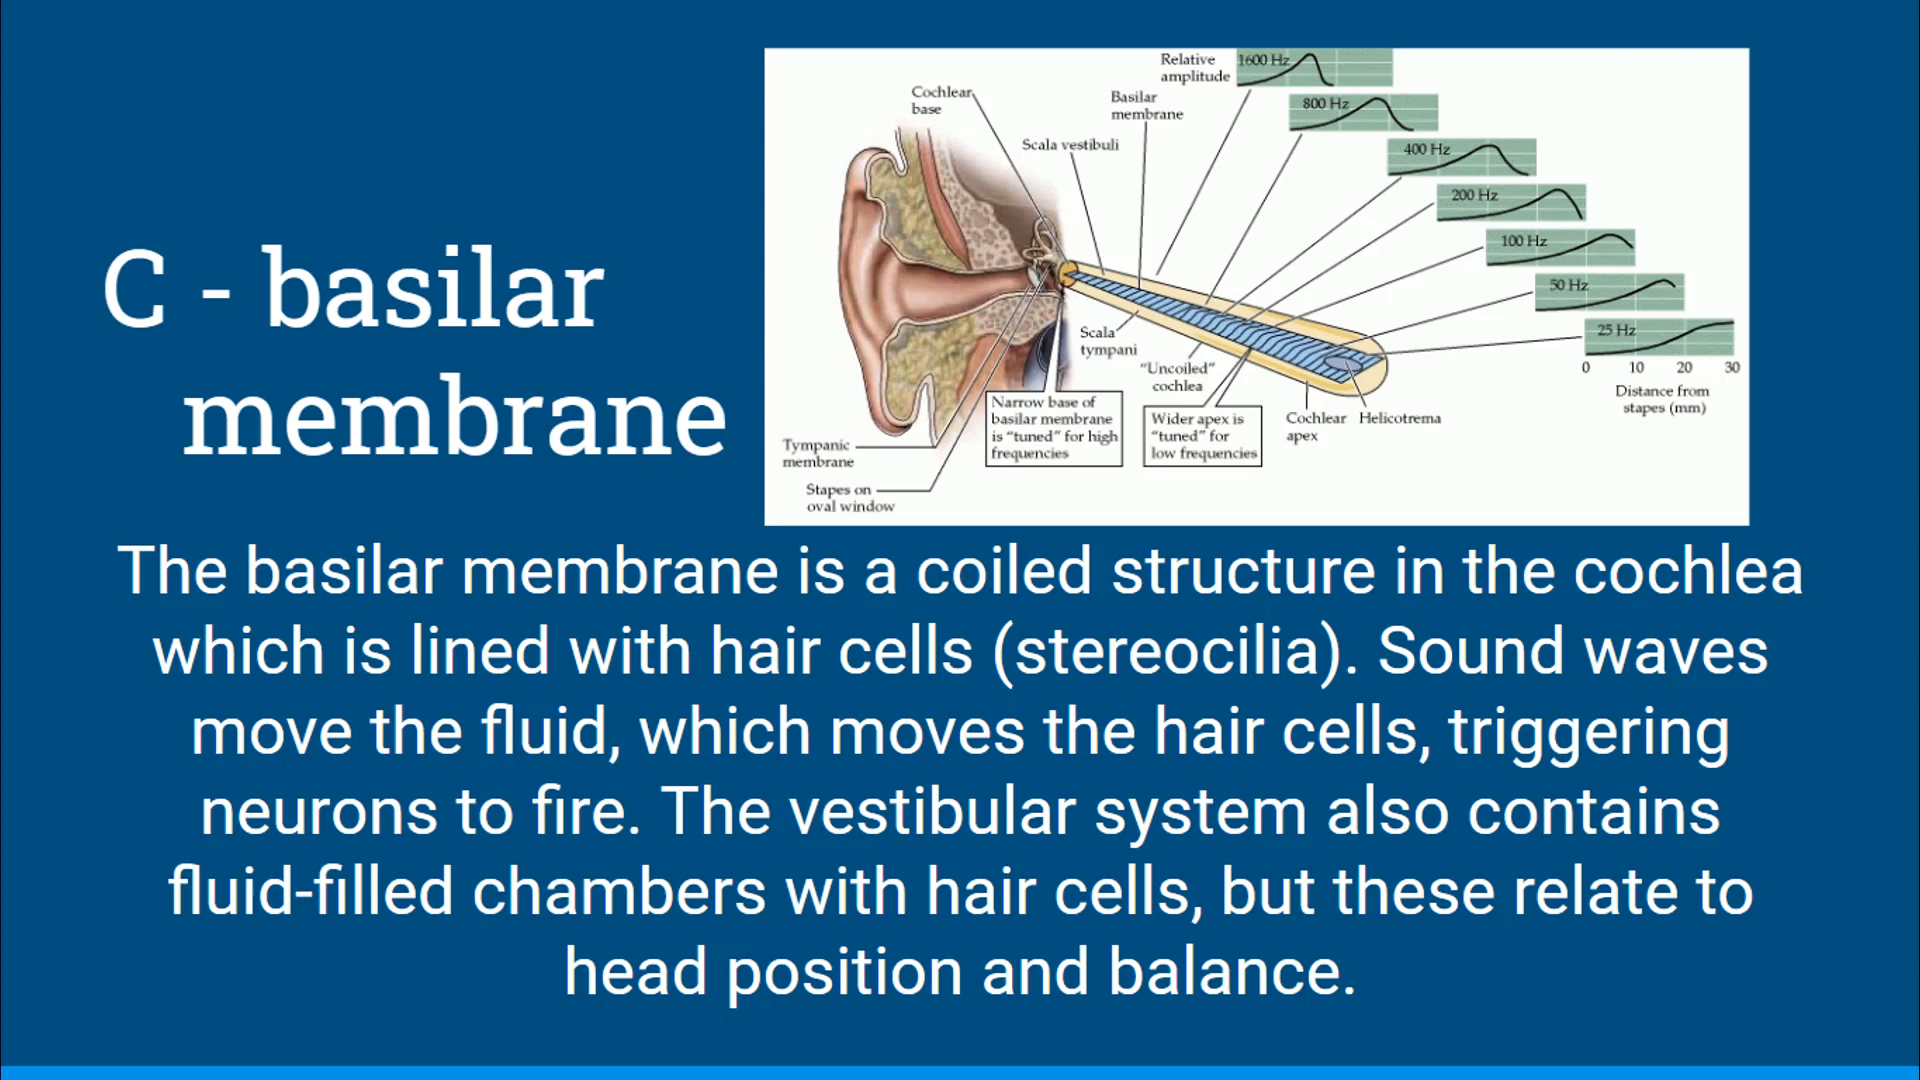 C - basilar
membrane
Relative
amplitude
1600 Hz
Cochlear
base
Basilar
membrane
800 Hz
Scala vestibuli
400 Hz
200 Hz
100 Hz
50 Hz
25 Hz
Scala
tympani
"Uncoiled"
cochlea
0 10 20 30
Distance from
stapes (mm)
Narrow base of
basilar membrane
is "tuned" for high
frequencies
Wider apex is
"tuned" for
low frequencies
Cochlear
apex
Helicotrema
Tympanic
membrane
Stapes on
oval window
The basilar membrane is a coiled structure in the cochlea
which is lined with hair cells (stereocilia). Sound waves
move the fluid, which moves the hair cells, triggering
neurons to fire. The vestibular system also contains
fluid-filled chambers with hair cells, but these relate to
head position and balance.